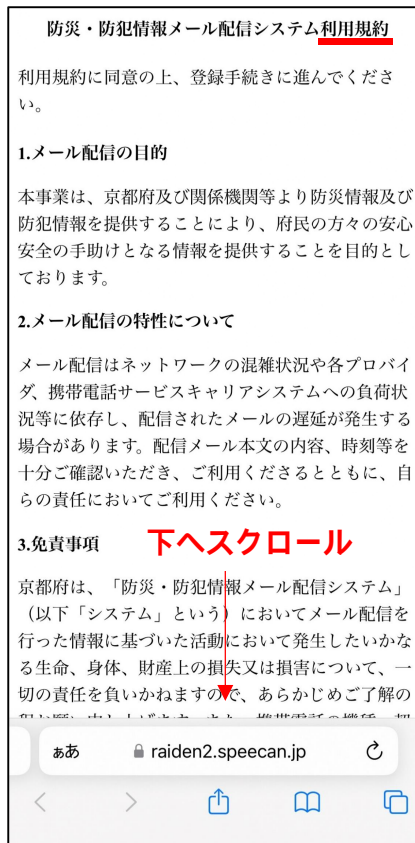 防災・防犯情報メール配信システム利用規約
利用規約に同意の上、登録手続きに進んでくださ
い。
1.メール配信の目的
本事業は、京都府及び関係機関等より防災情報及び
防犯情報を提供することにより、府民の方々の安心
安全の手助けとなる情報を提供することを目的とし
ております。
2.メール配信の特性について
メール配信はネットワークの混雑状況や各プロバイ
ダ、携帯電話サービスキャリアシステムへの負荷状
況等に依存し、配信されたメールの遅延が発生する
場合があります。配信メール本文の内容、時刻等を
十分ご確認いただき、ご利用くださるとともに、自
らの責任においてご利用ください。
3.免責事項
下へスクロール
京都府は、「防災・防犯情報メール配信システム」
（以下「システム」という）においてメール配信を
行った情報に基づいた活動において発生したいかな
る生命、身体、財産上の損失又は損害について、一
切の責任を負いかねますので、あらかじめご了解の
ぁあ
raiden2.speecan.jp